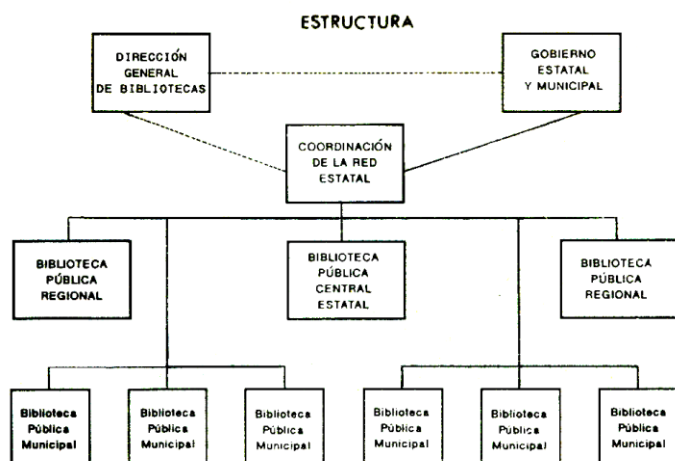 ESTRUCTURA
DIRECCIÓN
GENERAL
DE BIBLIOTECAS
GOBIERNO
ESTATAL
Y MUNICIPAL
COORDINACIÓN
DE LA RED
ESTATAL
BIBLIOTECA
PÚBLICA
REGIONAL
BIBLIOTECA
PÚBLICA
CENTRAL
ESTATAL
BIBLIOTECA
PÚBLICA
REGIONAL
Biblioteca
Pública
Municipal
Biblioteca
Pública
Municipal
Biblioteca
Pública
Municipal
Biblioteca
Pública
Municipal
Biblioteca
Pública
Municipal
Biblioteca
Pública
Municipal